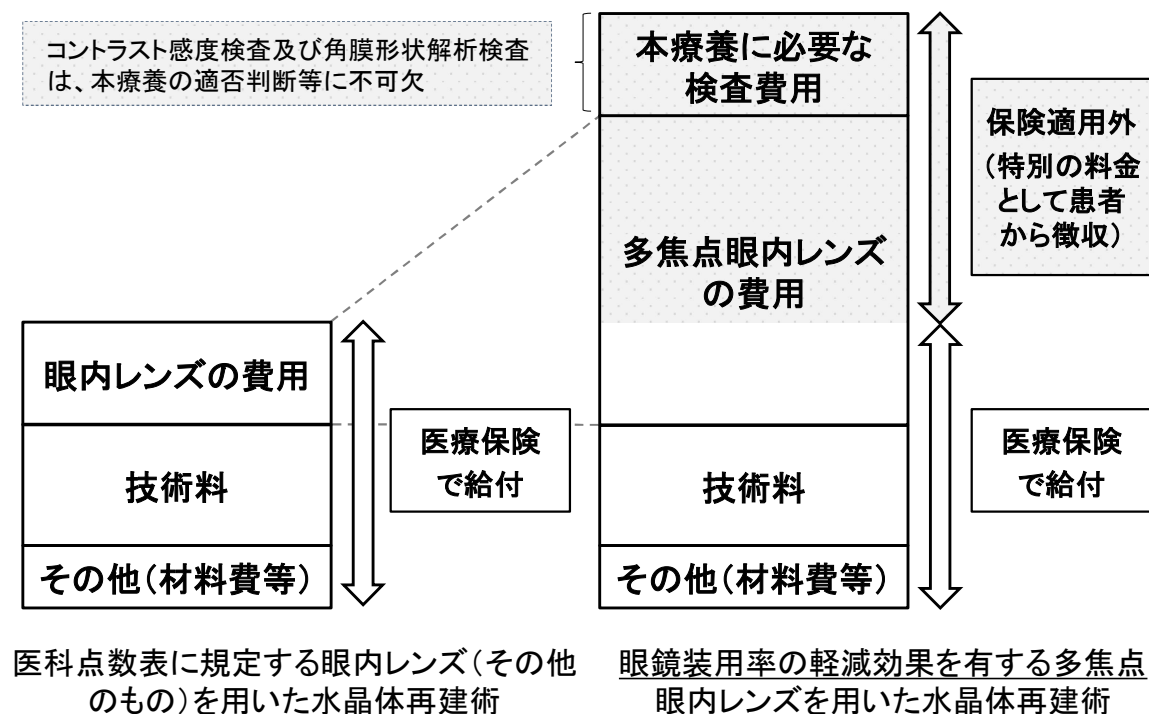 コントラスト感度検査及び角膜形状解析検査
は、本療養の適否判断等に不可欠
本療養に必要な
検査費用
保険適用外
(特別の料金
として患者
から徴収)
多焦点眼内レンズ
の費用
眼内レンズの費用
技術料
その他(材料費等)
医療保険
で給付
技術料
その他(材料費等)
医療保険
で給付
医科点数表に規定する眼内レンズ(その他
のもの)を用いた水晶体再建術
眼鏡装用率の軽減効果を有する多焦点
眼内レンズを用いた水晶体再建術